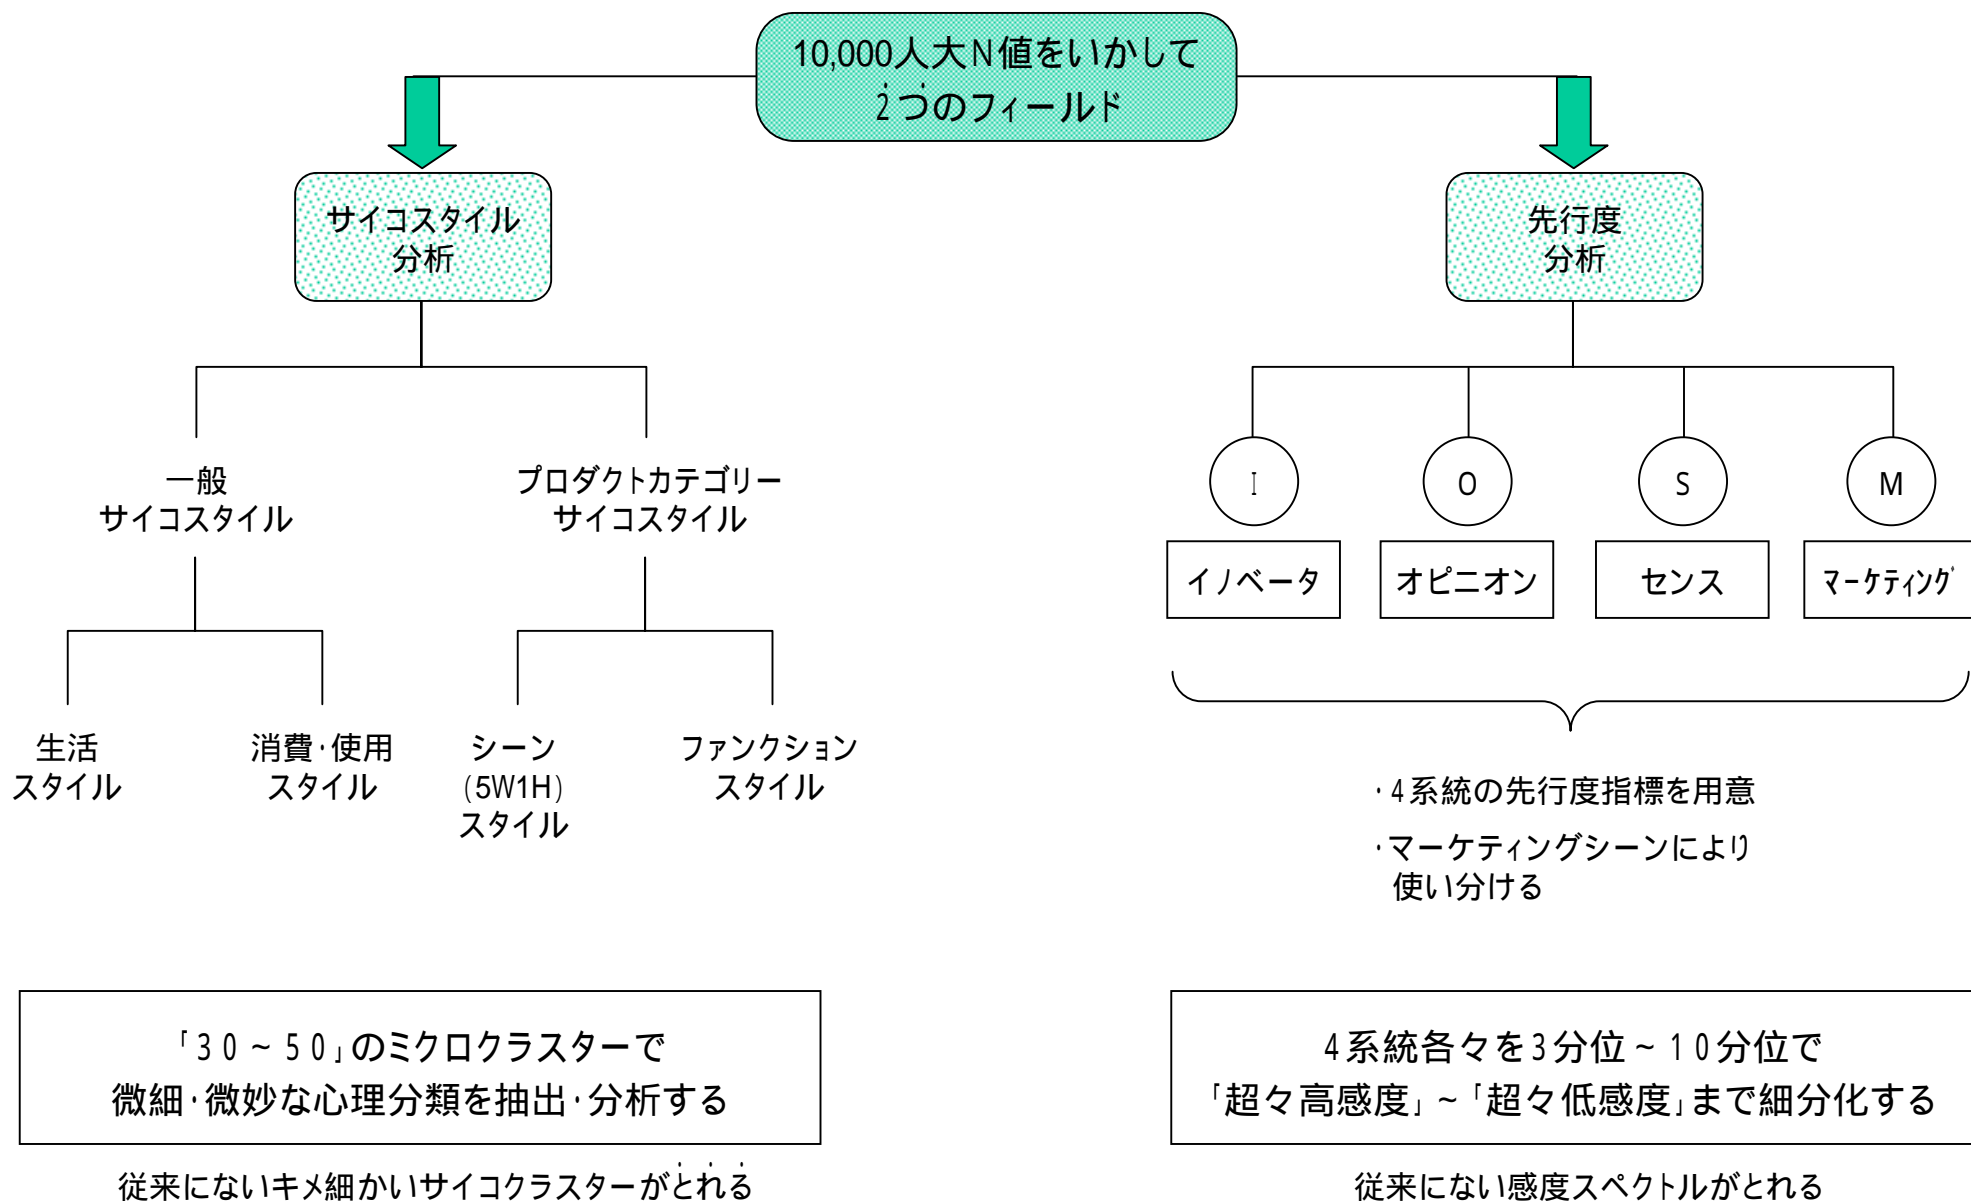 10,000人大N値をいかして
2つのフィールド
サイコスタイル
分析
先行度
分析
一般
サイコスタイル
プロダクトカテゴリー
サイコスタイル
I
O
S
M
イノベータ
オピニオン
センス
マーケティング
生活
スタイル
消費・使用
スタイル
シーン
(5W1H)
スタイル
ファンクション
スタイル
・4系統の先行度指標を用意
・マーケティングシーンにより
使い分ける
「30~50」のミクロクラスターで
微細・微妙な心理分類を抽出・分析する
4系統各々を3分位~10分位で
「超々高感度」~「超々低感度」まで細分化する
従来にないキメ細かいサイコクラスターがとれる
従来にない感度スペクトルがとれる